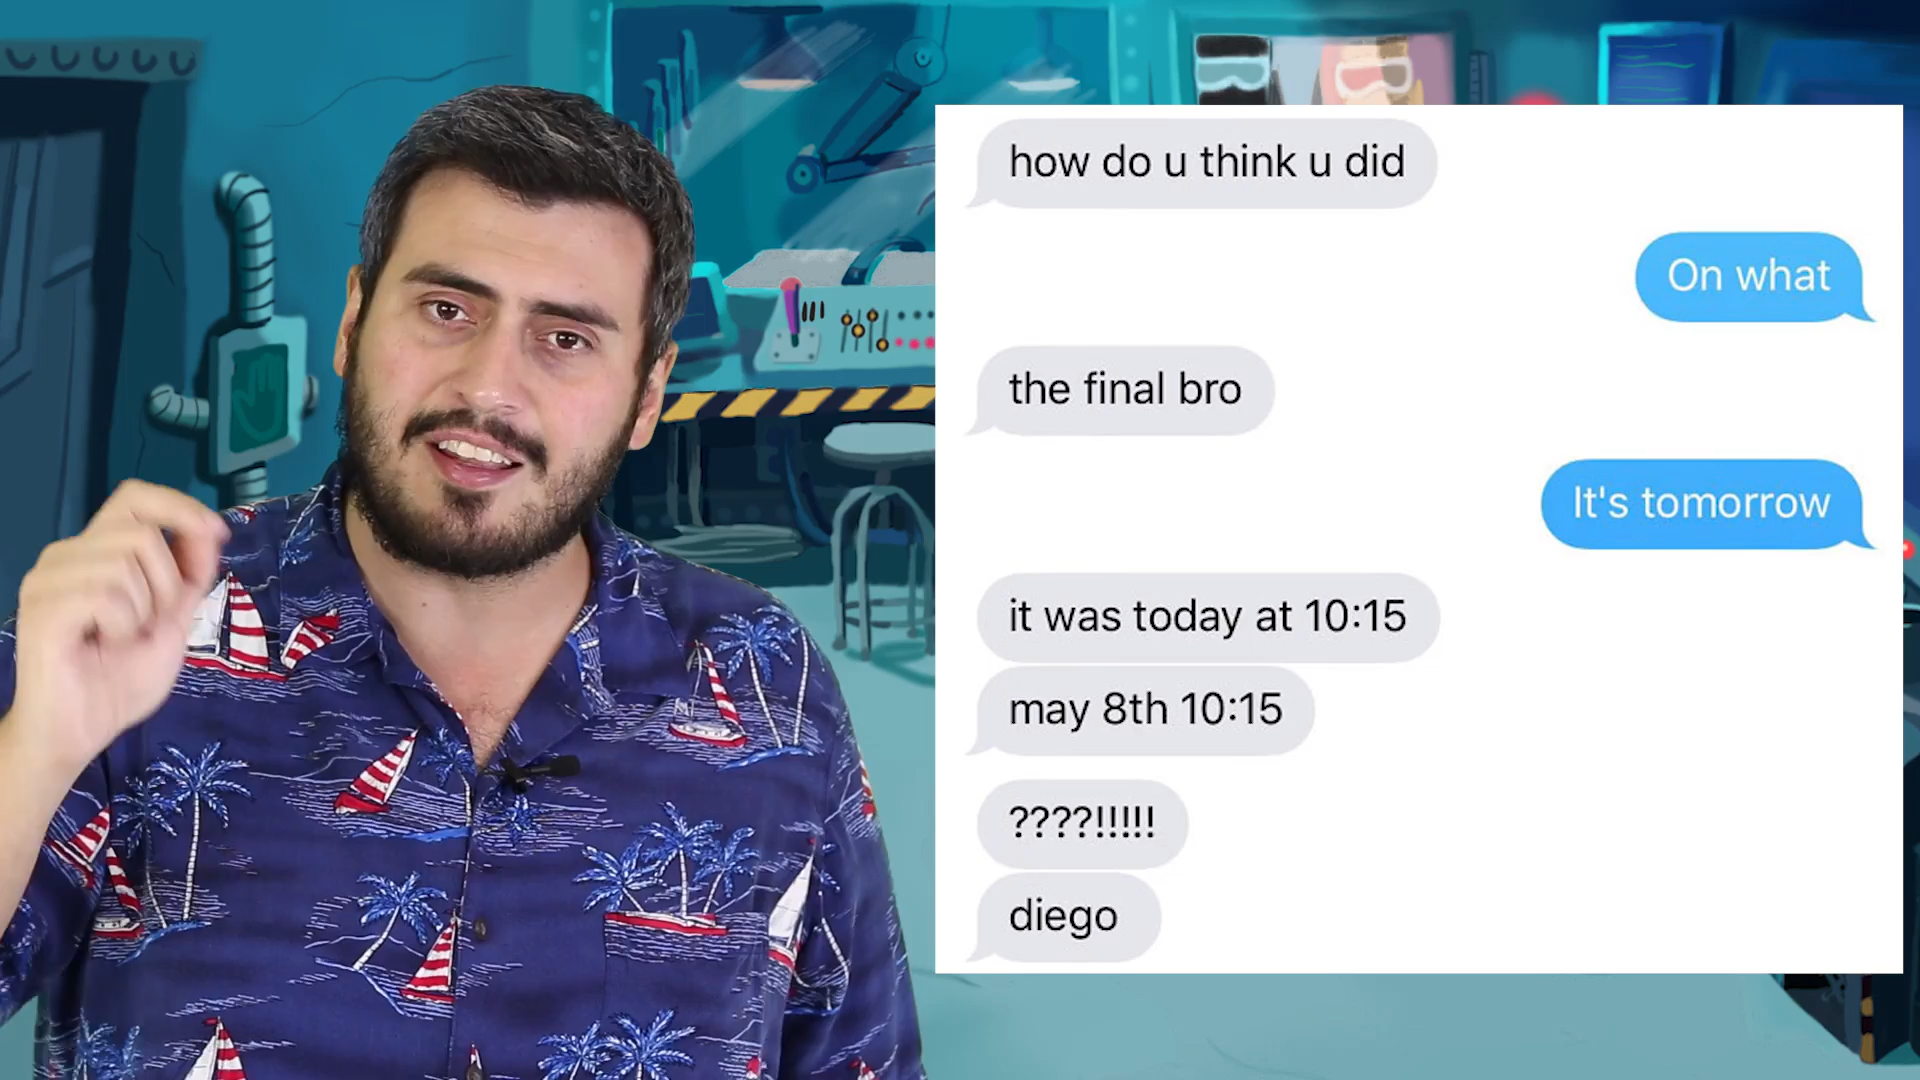 how do u think u did
On what
the final bro
It's tomorrow
it was today at 10:15
may 8th 10:15
????!!!!!
diego